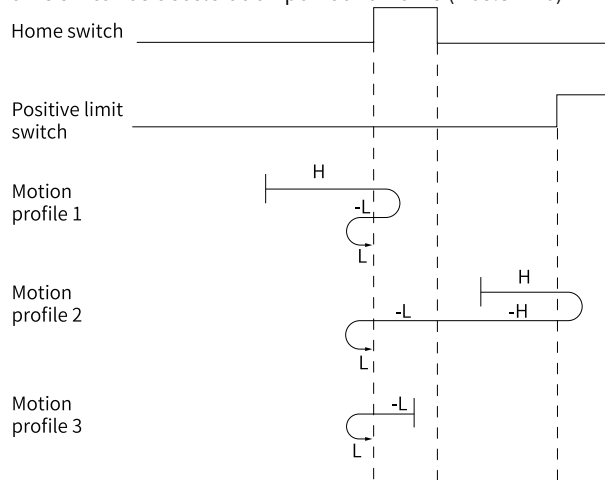 Home switch
Positive limit
switch
H
Motion
profile 1
-L
L
H
Motion
profile 2
-L
-H
L
Motion
profile 3
-L
L